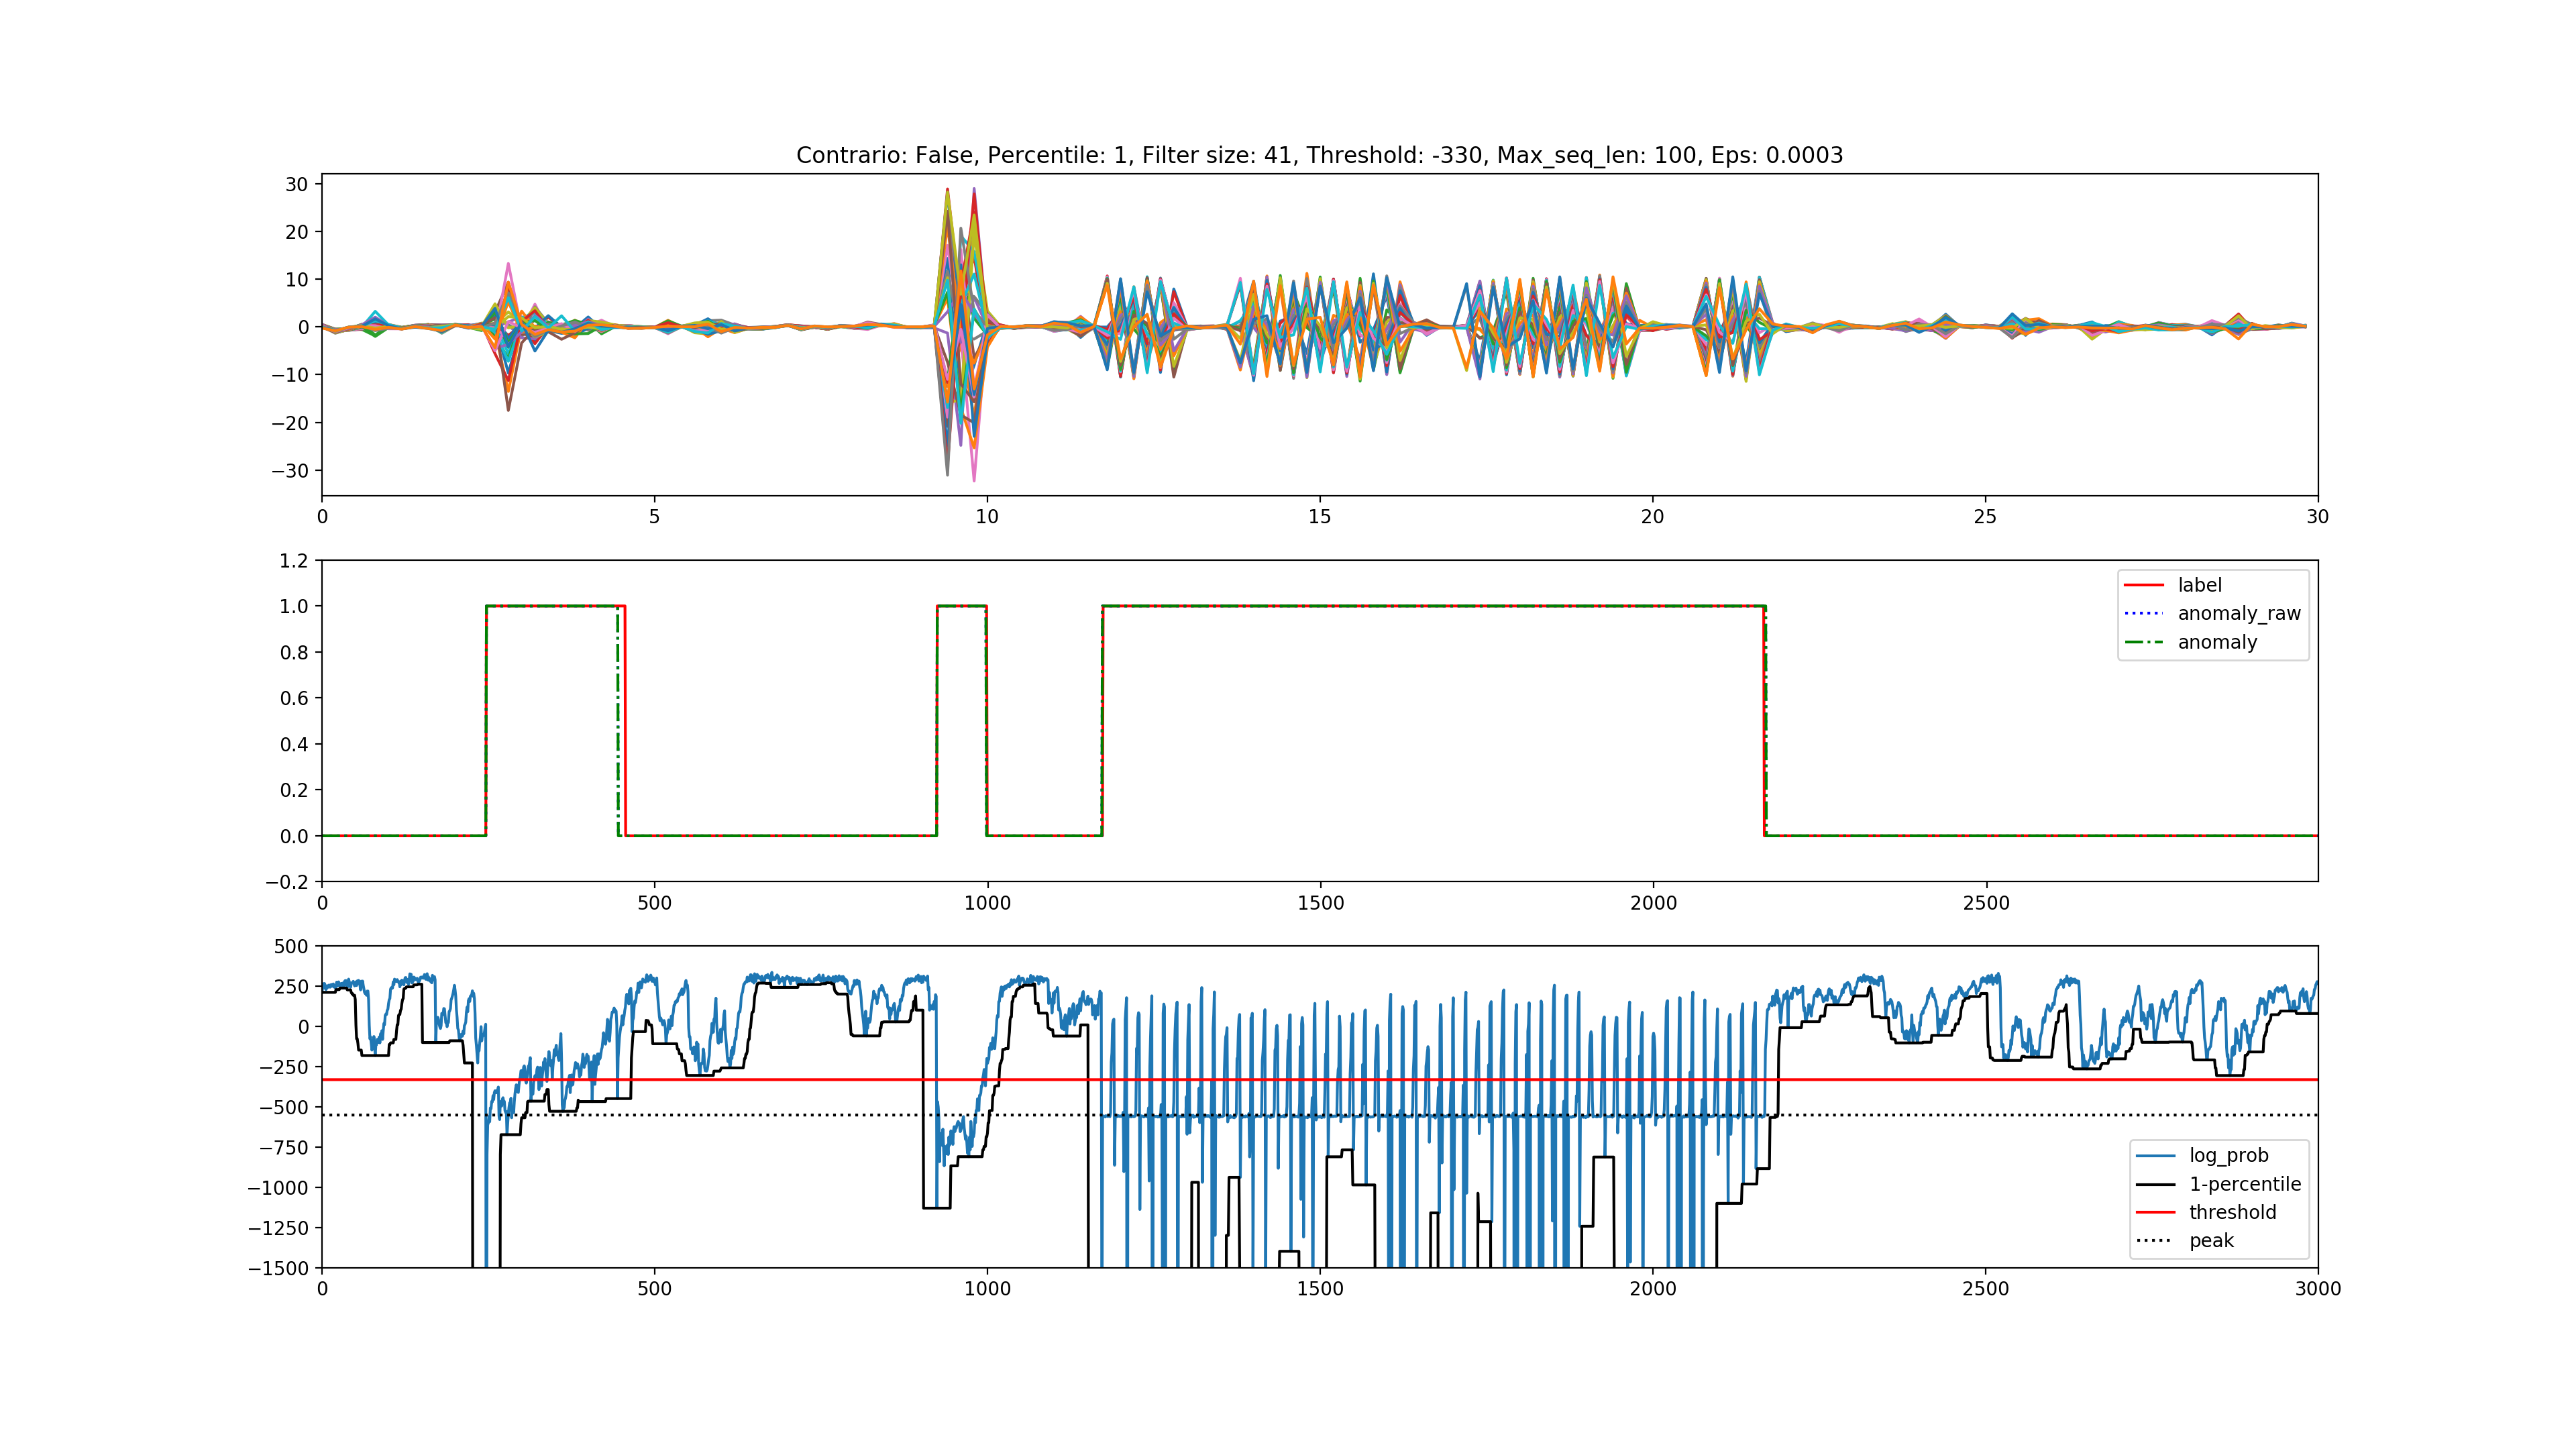 Contrario: False, Percentile: 1, Filter size: 41, Threshold: -330, Max_seq_len: 100, Eps: 0.0003
30
20
10
0
−10
−20
−30
0 5 10 15 20 25 30
1.2
1.0
0.8
0.6
0.4
0.2
0.0
−0.2
label
anomaly_raw
anomaly
0 500 1000 1500 2000 2500
500
250
0
−250
−500
−750
−1000
−1250
−1500
log_prob
1-percentile
threshold
peak
0 500 1000 1500 2000 2500 3000